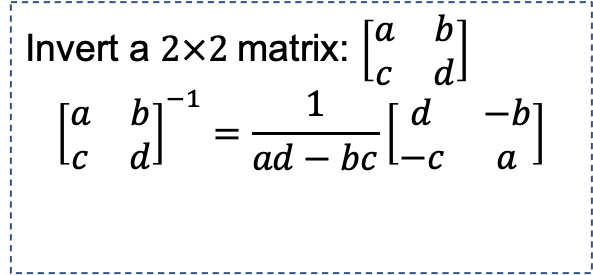 Invert a 2×2 matrix: [a b; c d]
[a b; c d]⁻¹ = 1/(ad − bc) [d −b; −c a]